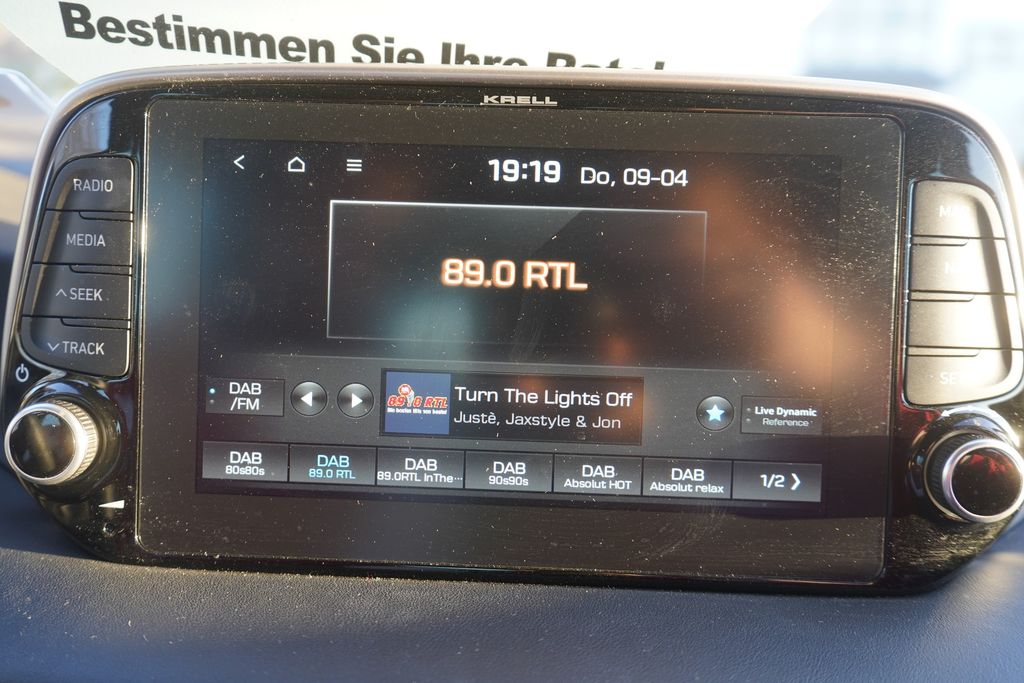 Bestimmen Sie Ihre
KRELL
RADIO
MEDIA
SEEK
TRACK
19:19 Do, 09-04
89.0 RTL
DAB
/FM
89.0 RTL
Turn The Lights Off
Justè, Jaxstyle & Jon
Live Dynamic
Reference
DAB
80s80s
DAB
89.0 RTL
DAB
89.0RTL InThe···
DAB
90s90s
DAB
Absolut HOT
DAB
Absolut relax
1/2 ❯